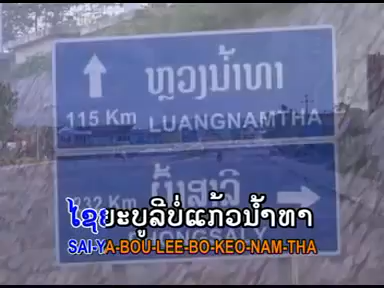 ຫຼວງນ້ຳທາ
115 Km LUANGNAMTHA
ຜົ້ງສາລີ
132 Km PHONGSALY
ໄຊຍະບູລີບໍ່ແກ້ວນ້ຳທາ
SAI-YA-BOU-LEE-BO-KEO-NAM-THA